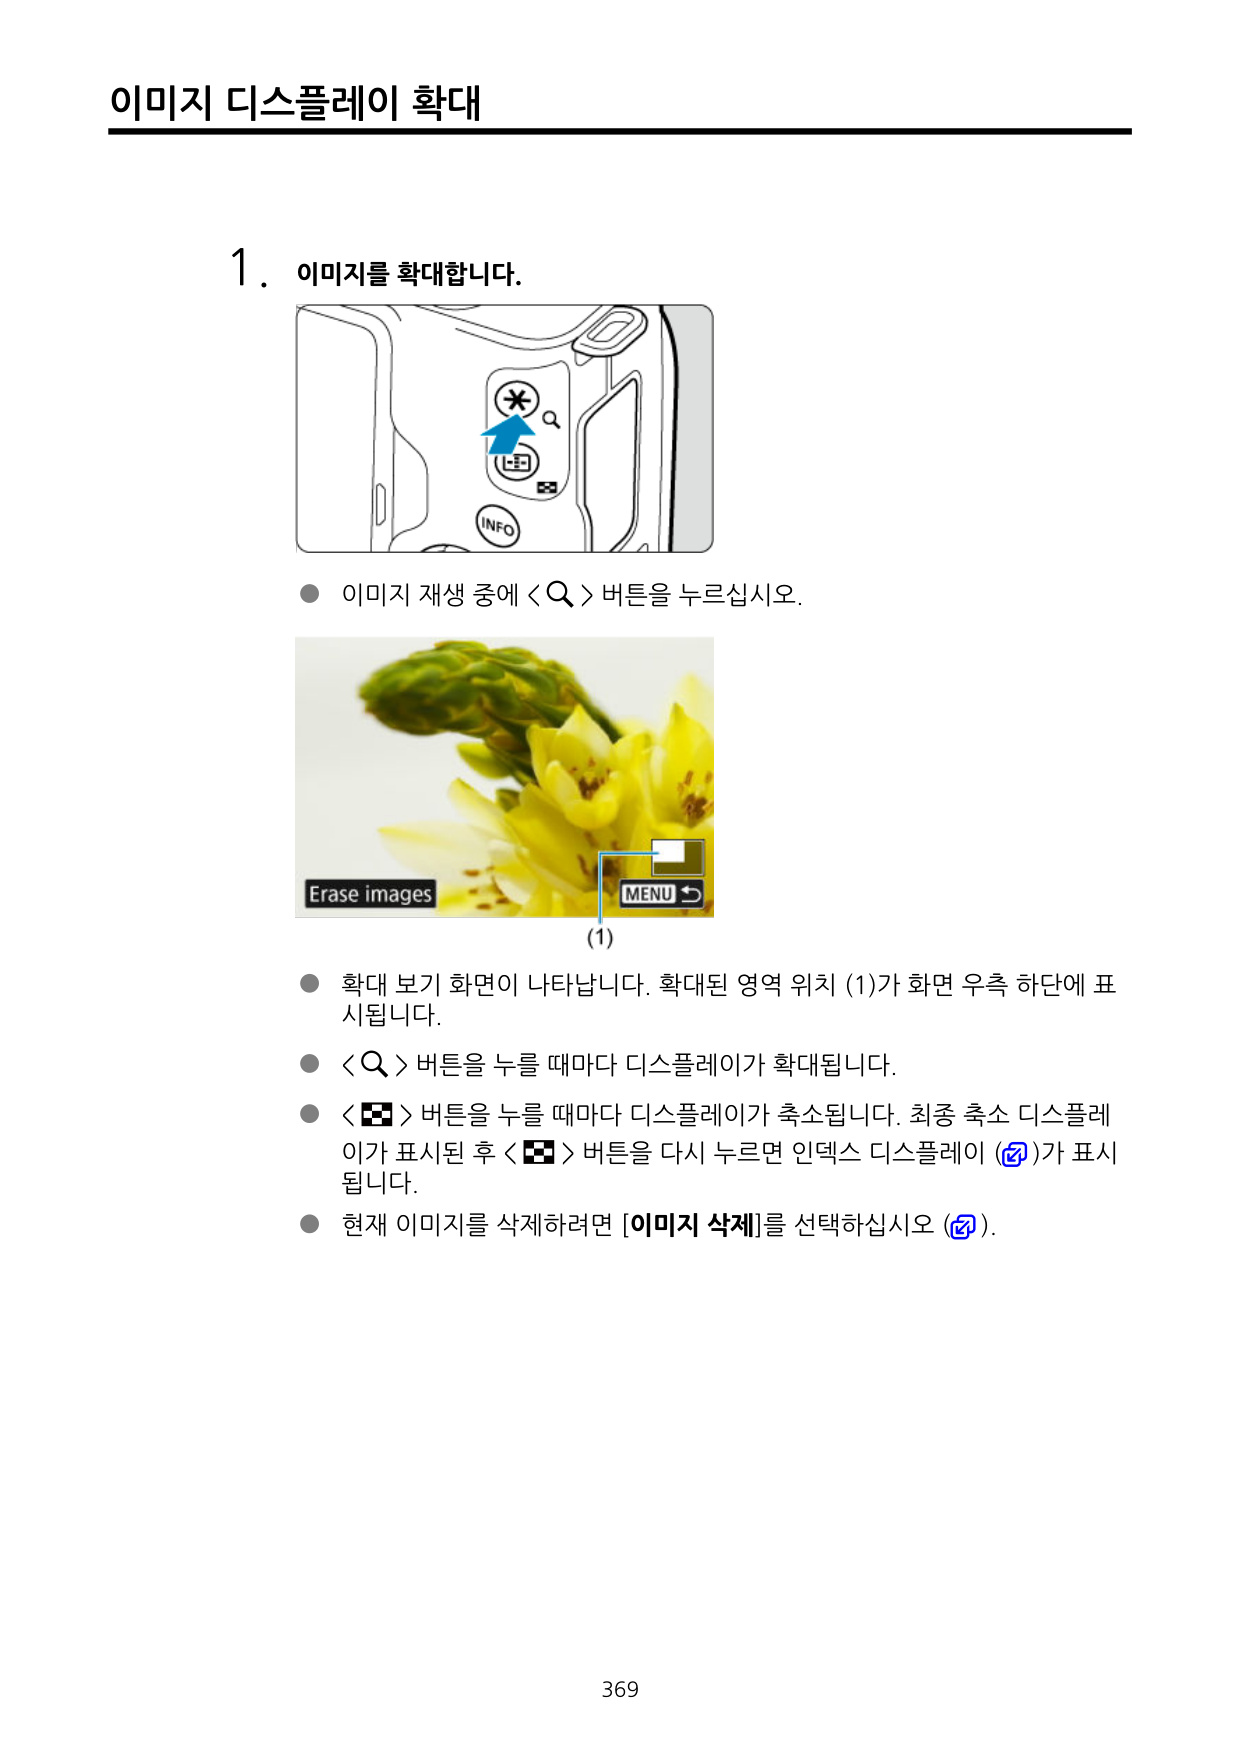 이미지 디스플레이 확대
1. 이미지를 확대합니다.
INFO
● 이미지 재생 중에 < > 버튼을 누르십시오.
Erase images
MENU
(1)
● 확대 보기 화면이 나타납니다. 확대된 영역 위치 (1)가 화면 우측 하단에 표
시됩니다.
● < > 버튼을 누를 때마다 디스플레이가 확대됩니다.
● < > 버튼을 누를 때마다 디스플레이가 축소됩니다. 최종 축소 디스플레
이가 표시된 후 < > 버튼을 다시 누르면 인덱스 디스플레이 ( )가 표시
됩니다.
● 현재 이미지를 삭제하려면 [이미지 삭제]를 선택하십시오 ( ).
369